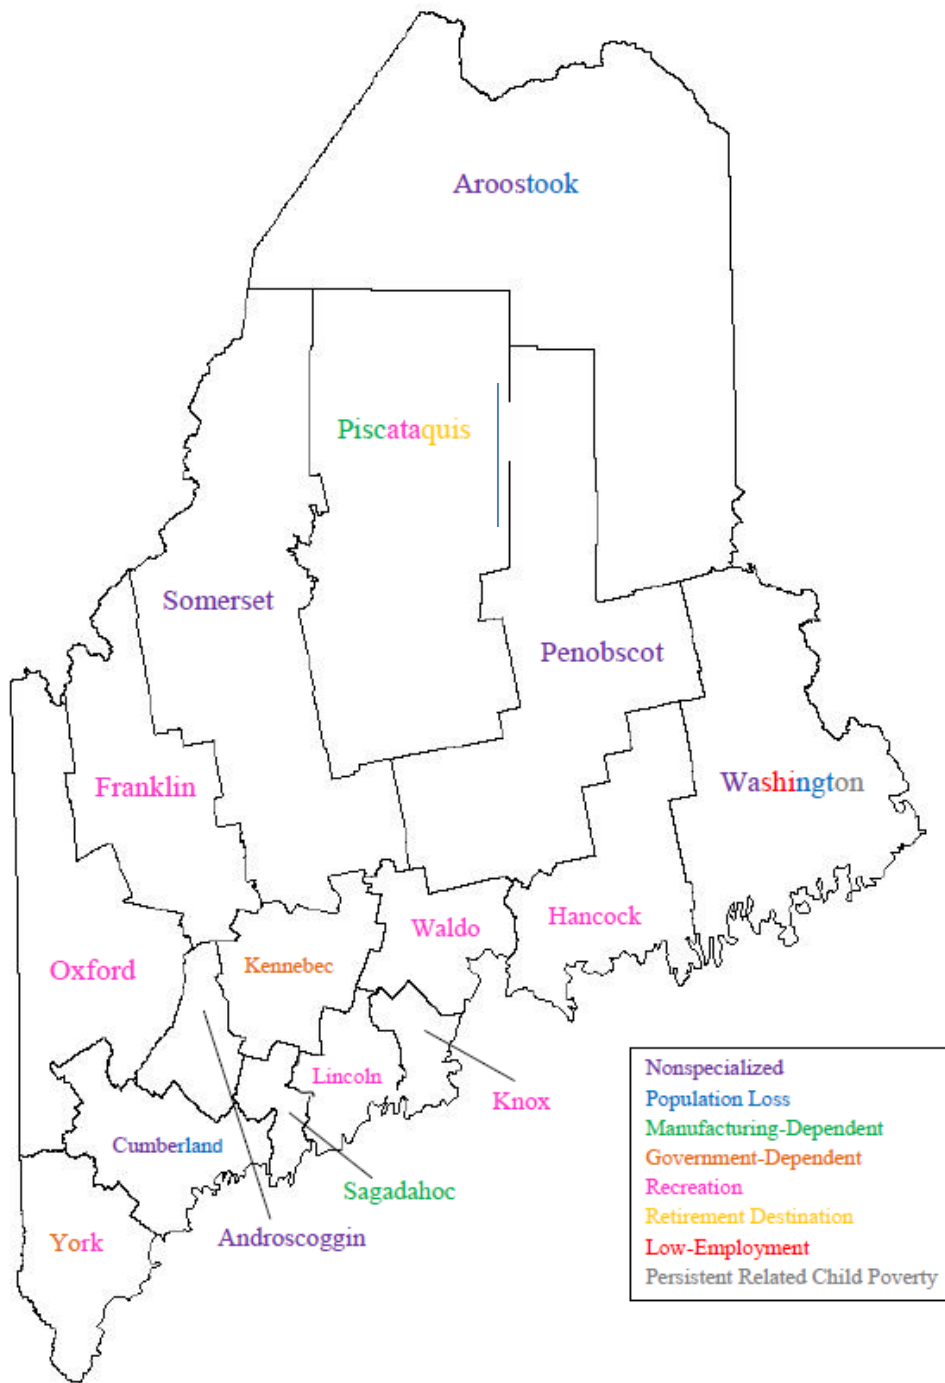 Aroostook
Piscataquis
Somerset
Penobscot
Franklin
Washington
Waldo
Hancock
Oxford
Kennebec
Lincoln
Knox
Cumberland
Sagadahoc
Androscoggin
York
Nonspecialized
Population Loss
Manufacturing-Dependent
Government-Dependent
Recreation
Retirement Destination
Low-Employment
Persistent Related Child Poverty